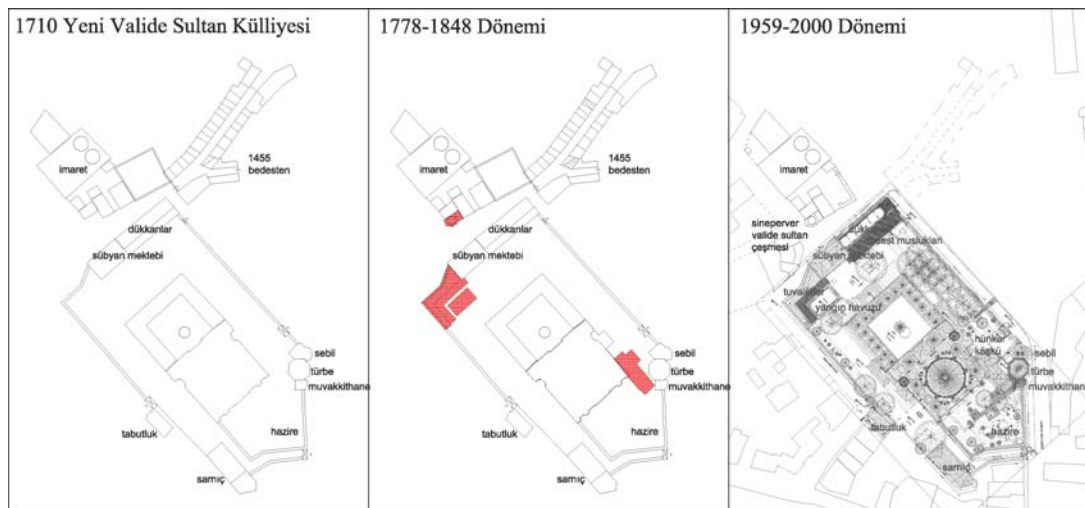 1710 Yeni Valide Sultan Külliyesi
imaret
1455
bedesten
dükkanlar
sübyan mektebi
sebil
türbe
muvakkithane
tabutluk
hazire
samıç
1778-1848 Dönemi
imaret
1455
bedesten
dükkanlar
sübyan mektebi
sebil
türbe
muvakkithane
tabutluk
hazire
samıç
1959-2000 Dönemi
imaret
sineperver
valide sultan
çeşmesi
sübyan mektebi
yangın havuzu
hünkar
köşkü
sebil
türbe
muvakkithane
tabutluk
hazire
samıç